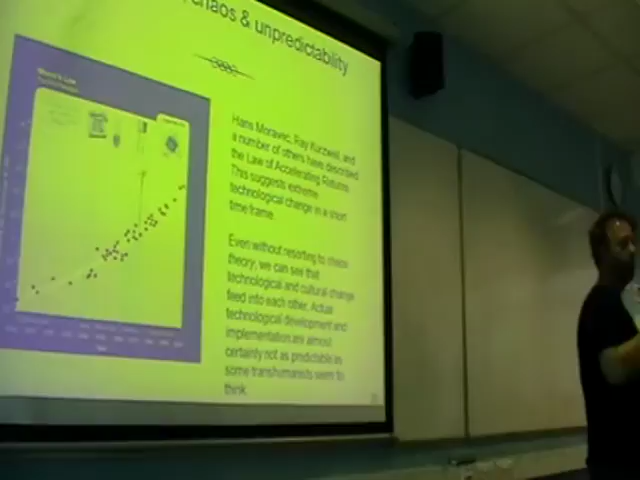 chaos & unpredictability
Moore's Law
Hans Moravec, Ray Kurzweil, and
a number of others have described
the Law of Accelerating Returns.
This suggests extreme
technological change in a short
time frame.
Even without resorting to chaos
theory, we can see that
technological and cultural change
feed into each other. Actual
technological development and
implementation are almost
certainly not as predictable as
some transhumanists seem to
think.